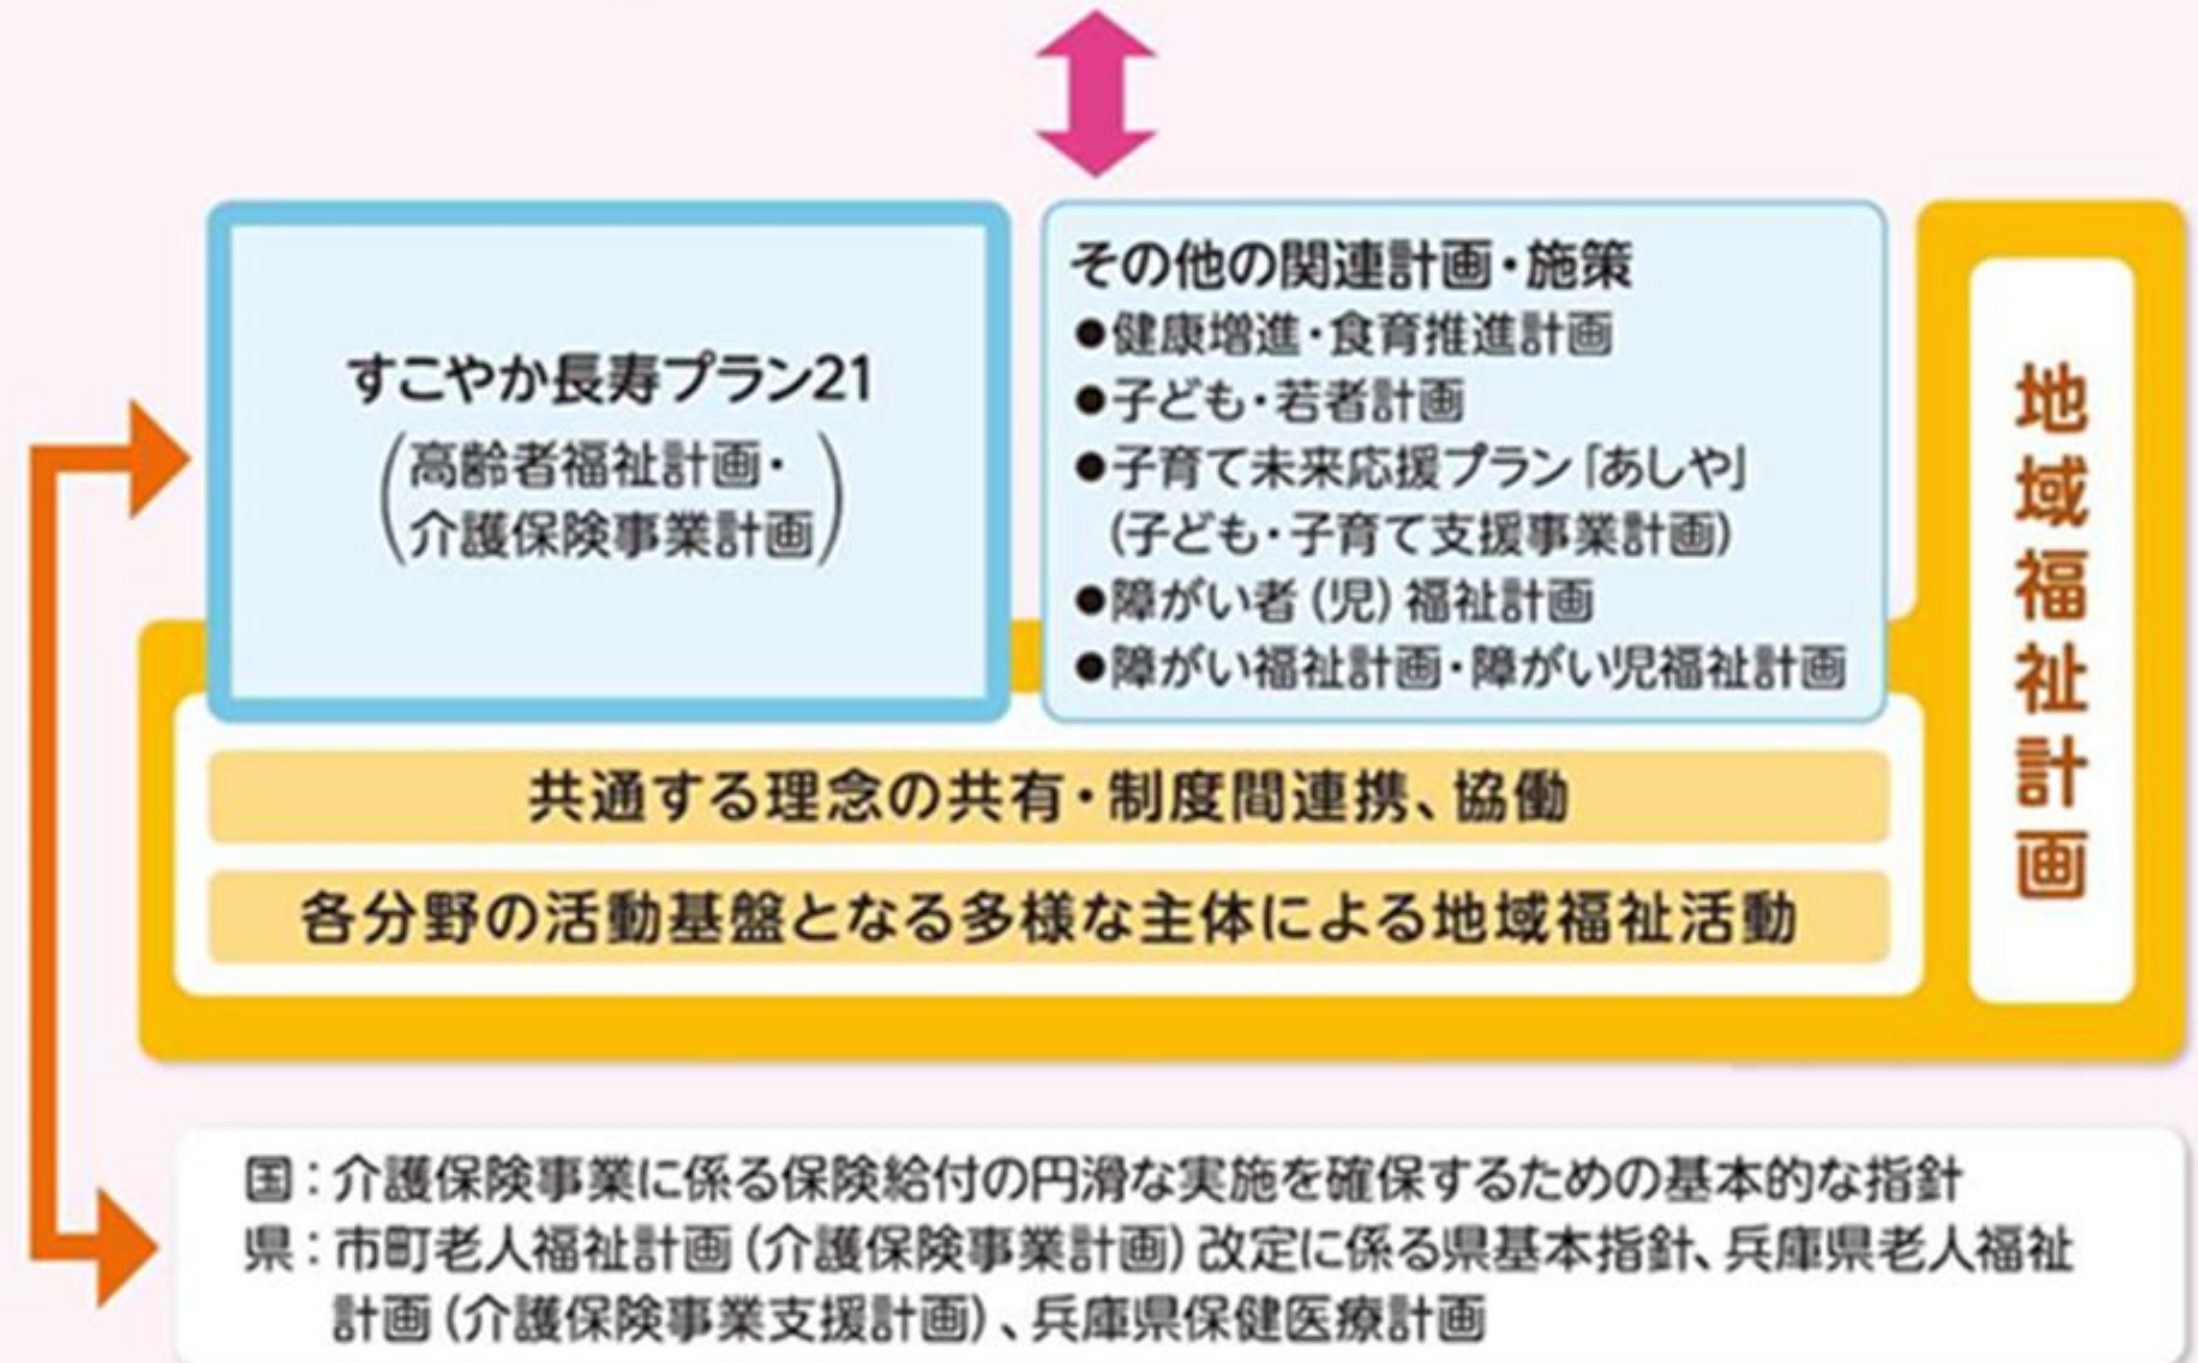 すこやか長寿プラン21
(高齢者福祉計画・
介護保険事業計画)
その他の関連計画・施策
●健康増進・食育推進計画
●子ども・若者計画
●子育て未来応援プラン「あしや」
(子ども・子育て支援事業計画)
●障がい者(児)福祉計画
●障がい福祉計画・障がい児福祉計画
地域福祉計画
共通する理念の共有・制度間連携、協働
各分野の活動基盤となる多様な主体による地域福祉活動
国:介護保険事業に係る保険給付の円滑な実施を確保するための基本的な指針
県:市町老人福祉計画(介護保険事業計画)改定に係る県基本指針、兵庫県老人福祉
計画(介護保険事業支援計画)、兵庫県保健医療計画